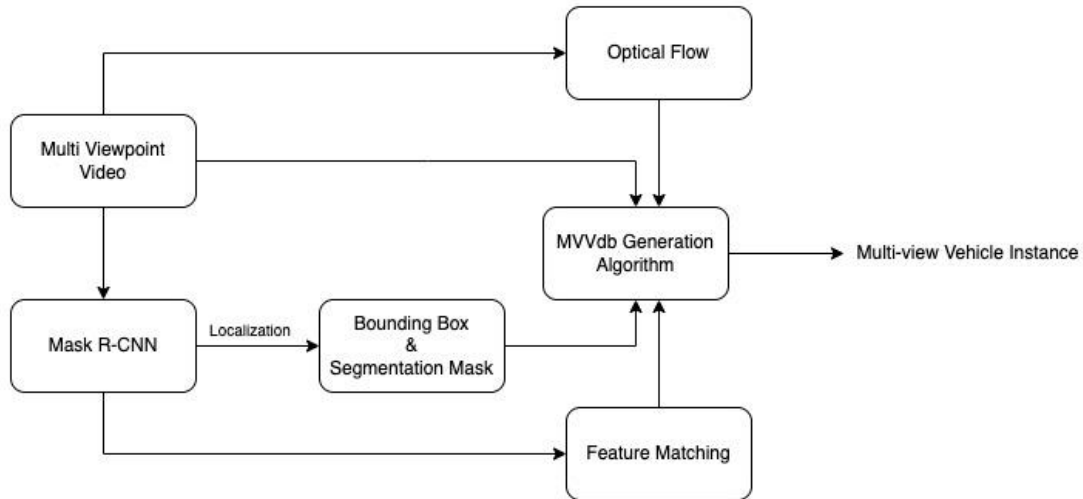 Optical Flow
Multi Viewpoint
Video
MVVdb Generation
Algorithm
Multi-view Vehicle Instance
Mask R-CNN
Localization
Bounding Box
&
Segmentation Mask
Feature Matching